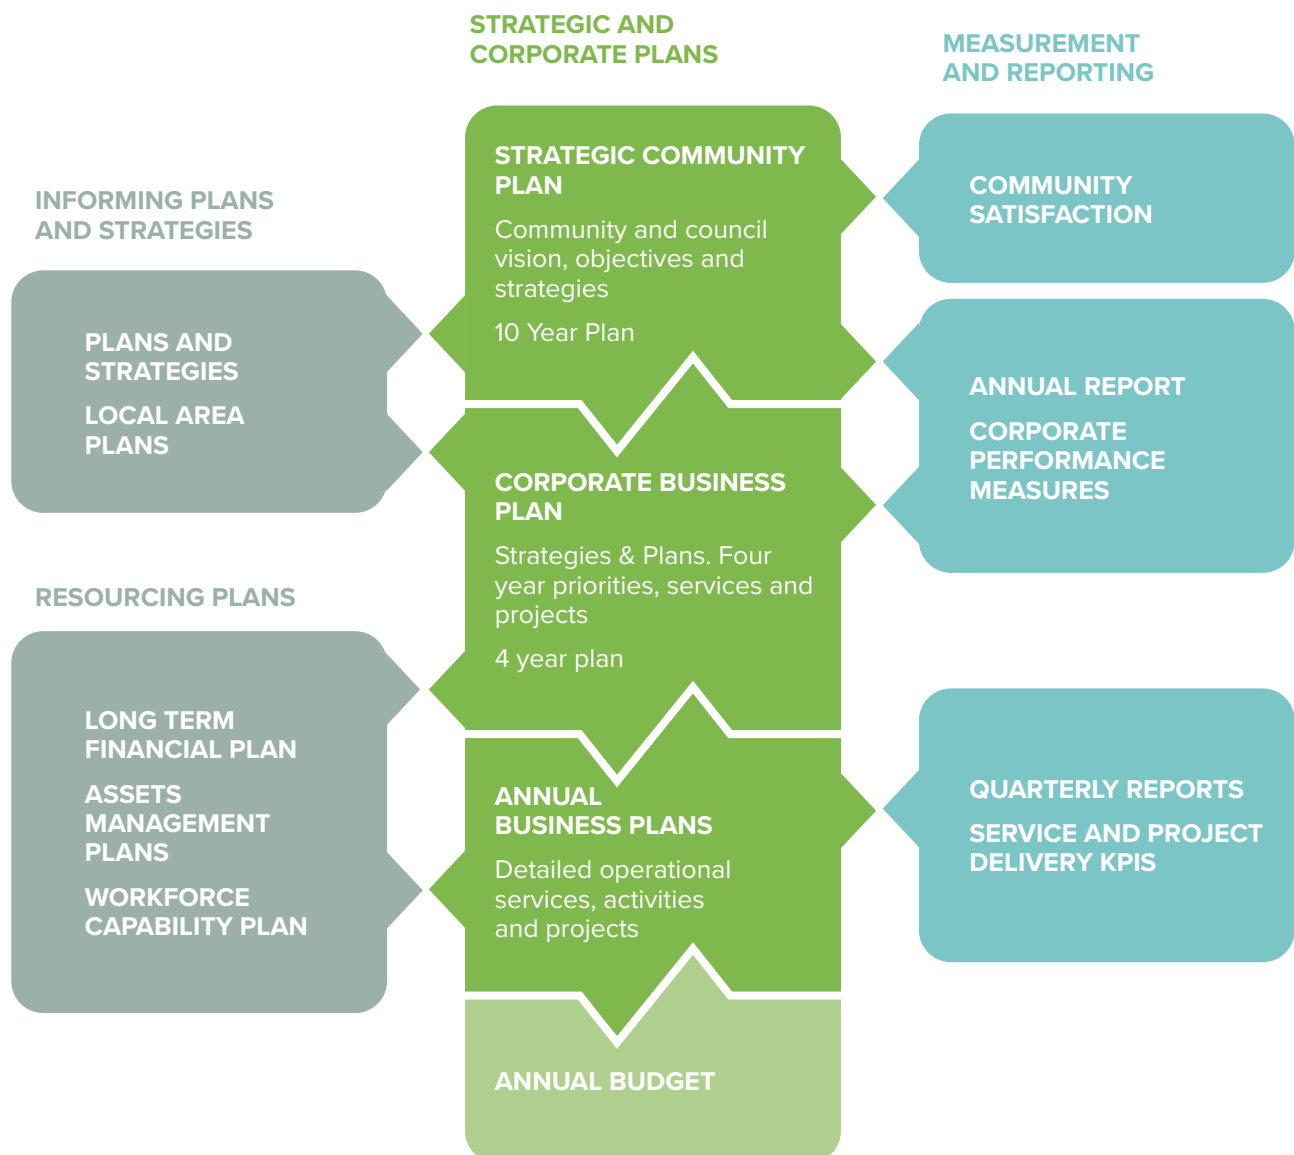 STRATEGIC AND
CORPORATE PLANS
MEASUREMENT
AND REPORTING
INFORMING PLANS
AND STRATEGIES
PLANS AND
STRATEGIES
LOCAL AREA
PLANS
RESOURCING PLANS
LONG TERM
FINANCIAL PLAN
ASSETS
MANAGEMENT
PLANS
WORKFORCE
CAPABILITY PLAN
STRATEGIC COMMUNITY
PLAN
Community and council
vision, objectives and
strategies
10 Year Plan
CORPORATE BUSINESS
PLAN
Strategies & Plans. Four
year priorities, services and
projects
4 year plan
ANNUAL
BUSINESS PLANS
Detailed operational
services, activities
and projects
ANNUAL BUDGET
COMMUNITY
SATISFACTION
ANNUAL REPORT
CORPORATE
PERFORMANCE
MEASURES
QUARTERLY REPORTS
SERVICE AND PROJECT
DELIVERY KPIS